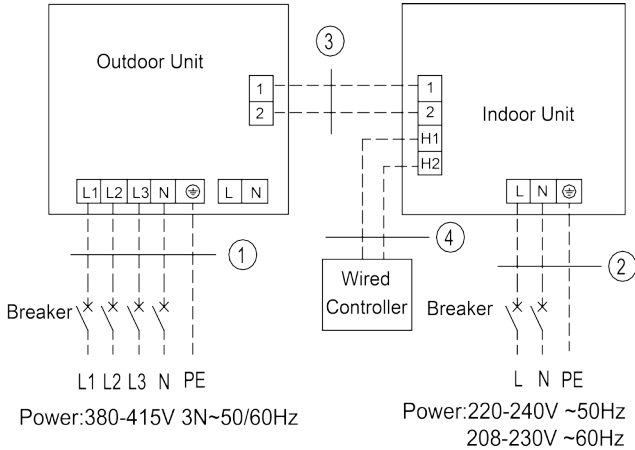 Outdoor Unit
1
2
L1 L2 L3 N L N
3
1
2
H1
H2
Indoor Unit
L N
1
4
2
Wired
Controller
Breaker
Breaker
L1 L2 L3 N PE
L N PE
Power:380-415V 3N~50/60Hz
Power:220-240V ~50Hz
208-230V ~60Hz